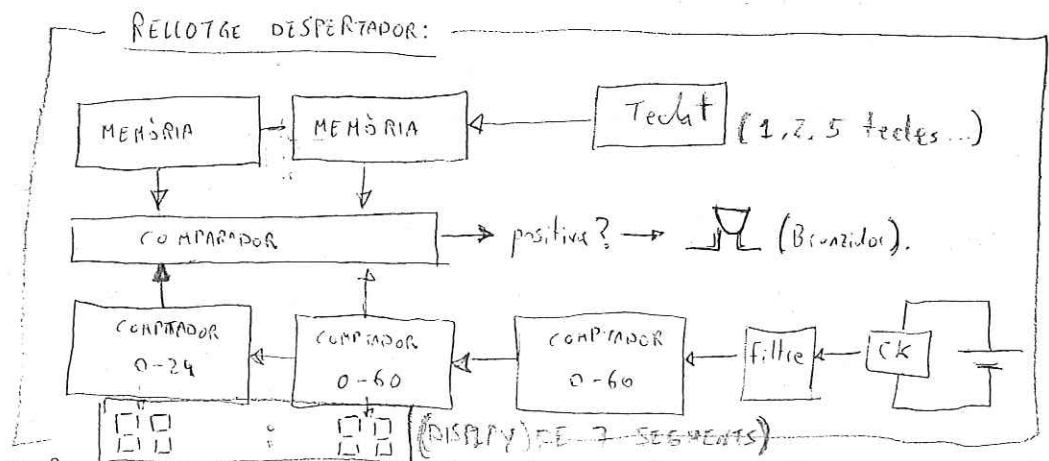 RELLOTGE DESPERTADOR:
MEMÒRIA
MEMÒRIA
(1, 2, 5 tecles...)
COMPARADOR
positiva?
(Brunzidor).
COMPTADOR
0-24
COMPTADOR
0-60
COMPTADOR
0-60
Filtre
CK
:
(DISPLAY) DE 7 SEGMENTS)